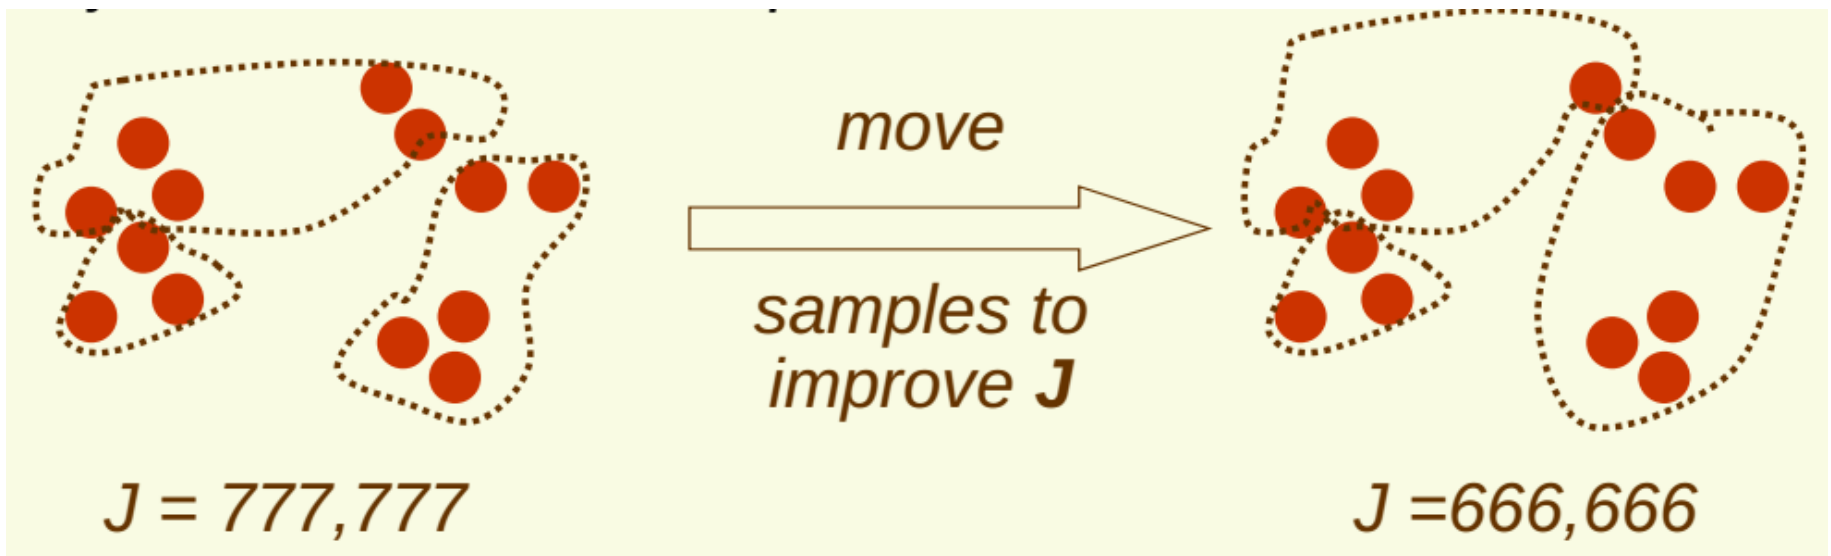 move
samples to
improve J
J = 777,777
J =666,666